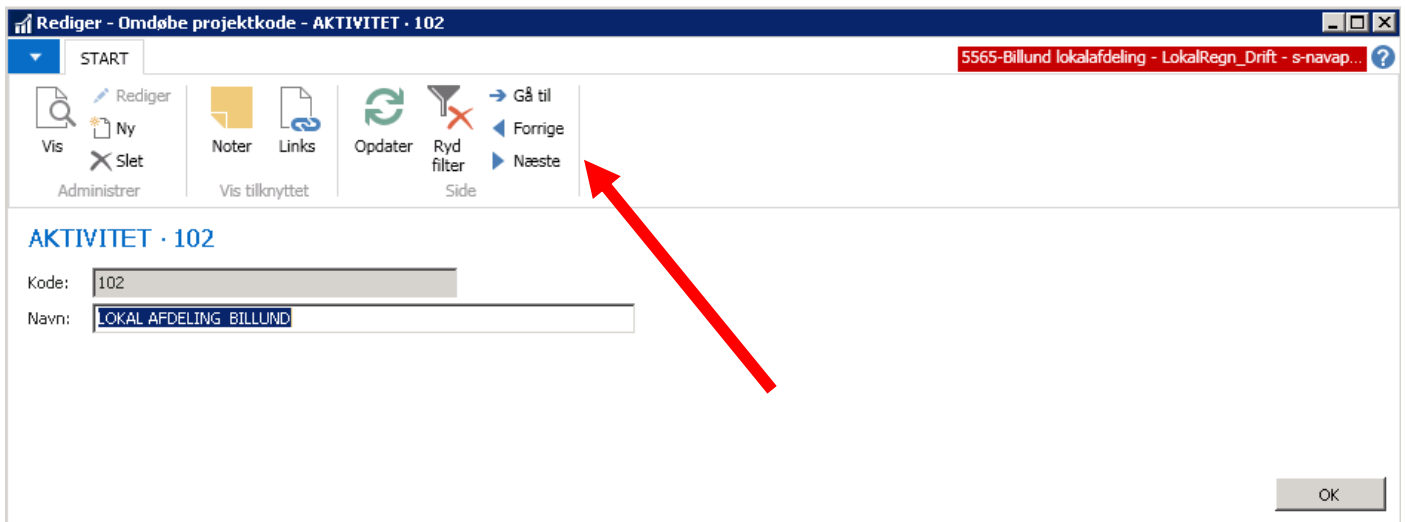 Rediger - Omdøbe projektkode - AKTIVITET · 102
START
5565-Billund lokalafdeling - LokalRegn_Drift - s-navap...
Vis
Rediger
Ny
Slet
Administrer
Noter
Links
Vis tilknyttet
Opdater
Ryd
filter
Gå til
Forrige
Næste
Side
AKTIVITET · 102
Kode: 102
Navn: LOKAL AFDELING BILLUND
OK